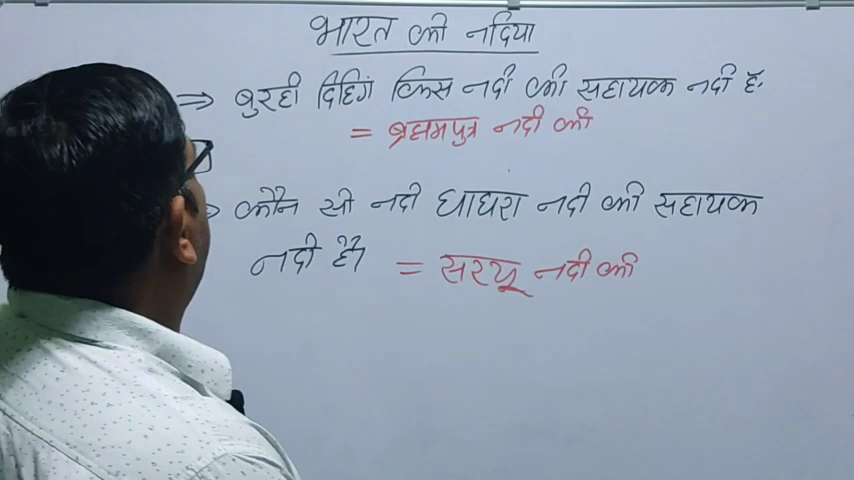 भारत की नदिया
⇒ बुरही दिहिंग किस नदी की सहायक नदी है.
= ब्रह्मपुत्र नदी की
कौन सी नदी घाघरा नदी की सहायक
नदी है?
= सरयू नदी की